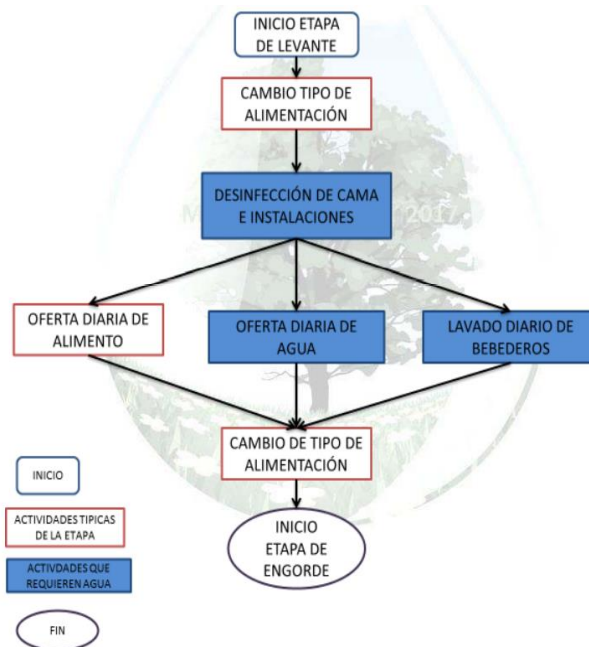 INICIO ETAPA
DE LEVANTE
CAMBIO TIPO DE
ALIMENTACIÓN
DESINFECCIÓN DE CAMA
E INSTALACIONES
M
2017
OFERTA DIARIA DE
ALIMENTO
OFERTA DIARIA DE
AGUA
LAVADO DIARIO DE
BEBEDEROS
CAMBIO DE TIPO DE
ALIMENTACIÓN
INICIO
ETAPA DE
ENGORDE
INICIO
ACTIVIDADES TIPICAS
DE LA ETAPA
ACTIVDADES QUE
REQUIEREN AGUA
FIN